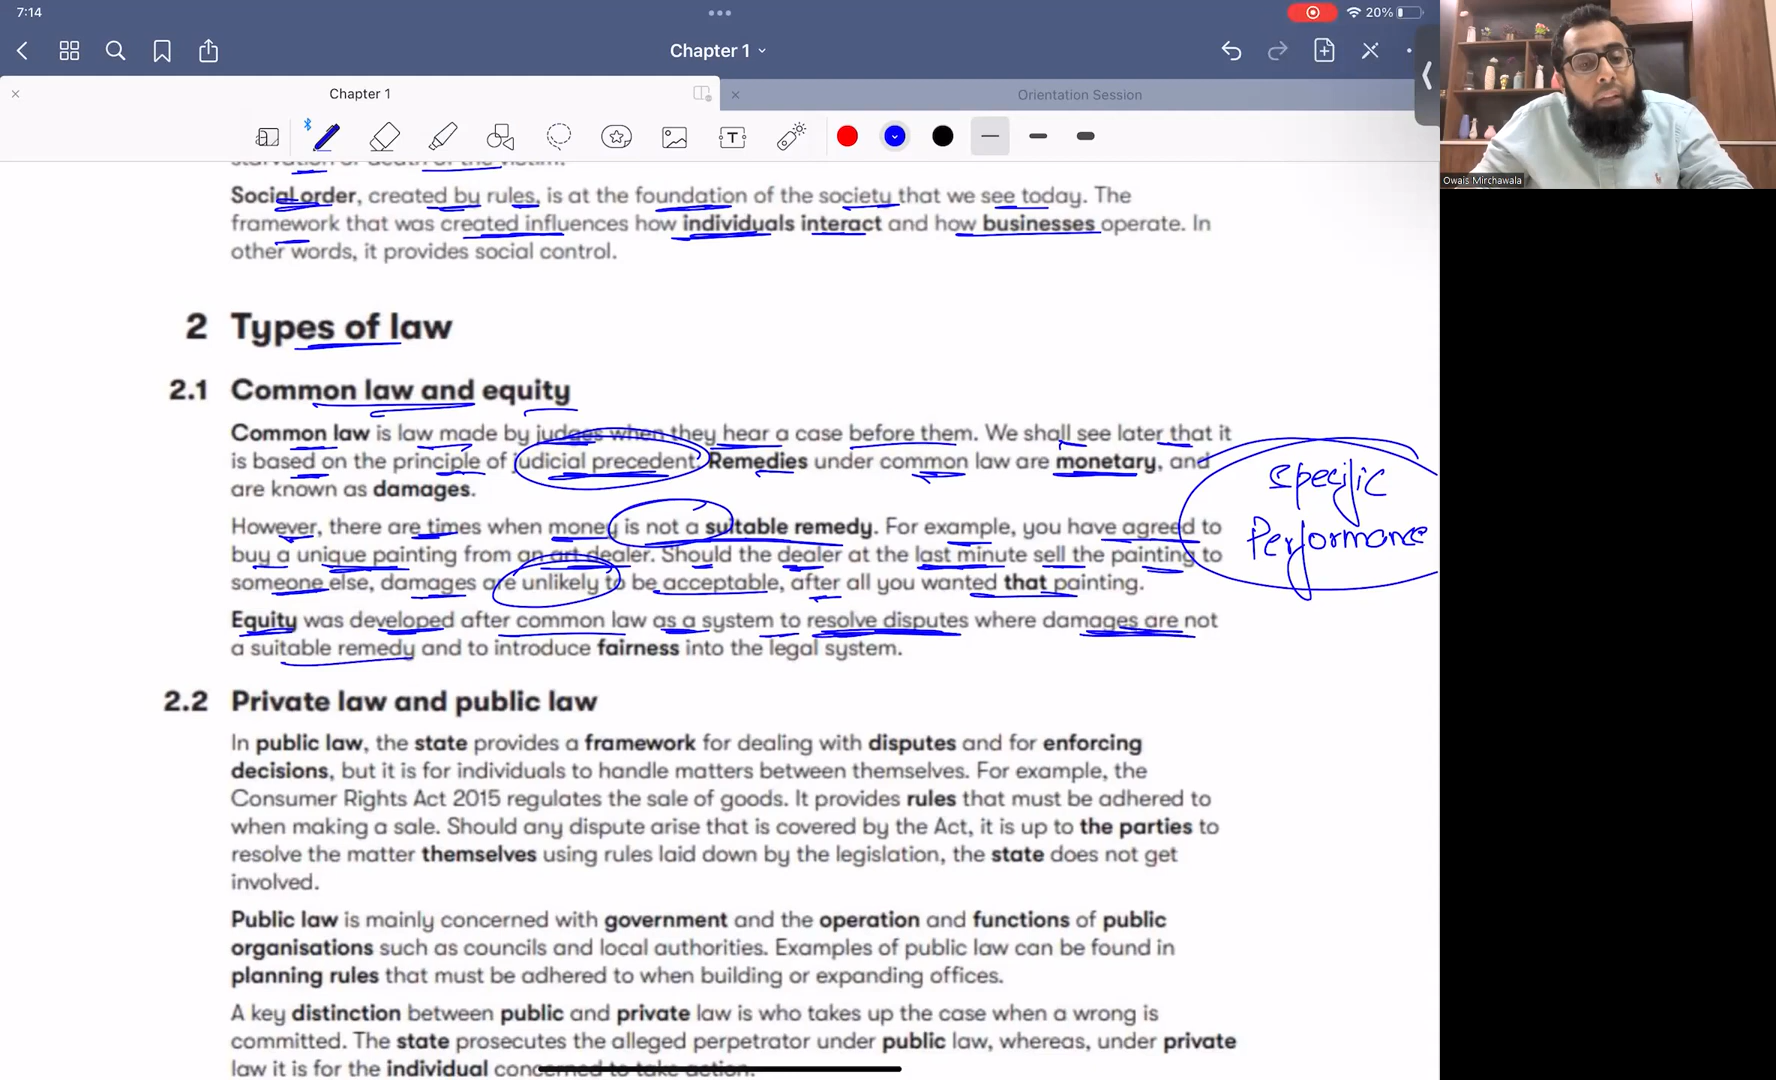 7:14
20%
Chapter 1
Chapter 1
Orientation Session
T
starvation or death of the victim.
Social order, created by rules, is at the foundation of the society that we see today. The
framework that was created influences how individuals interact and how businesses operate. In
other words, it provides social control.
2 Types of law
2.1 Common law and equity
Common law is law made by judges when they hear a case before them. We shall see later that it
is based on the principle of judicial precedent. Remedies under common law are monetary, and
are known as damages.
However, there are times when money is not a suitable remedy. For example, you have agreed to
buy a unique painting from an art dealer. Should the dealer at the last minute sell the painting to
someone else, damages are unlikely to be acceptable, after all you wanted that painting.
Equity was developed after common law as a system to resolve disputes where damages are not
a suitable remedy and to introduce fairness into the legal system.
Specific
Performance
2.2 Private law and public law
In public law, the state provides a framework for dealing with disputes and for enforcing
decisions, but it is for individuals to handle matters between themselves. For example, the
Consumer Rights Act 2015 regulates the sale of goods. It provides rules that must be adhered to
when making a sale. Should any dispute arise that is covered by the Act, it is up to the parties to
resolve the matter themselves using rules laid down by the legislation, the state does not get
involved.
Public law is mainly concerned with government and the operation and functions of public
organisations such as councils and local authorities. Examples of public law can be found in
planning rules that must be adhered to when building or expanding offices.
A key distinction between public and private law is who takes up the case when a wrong is
committed. The state prosecutes the alleged perpetrator under public law, whereas, under private
law it is for the individual concerned to take action.
Owais Mirchawala